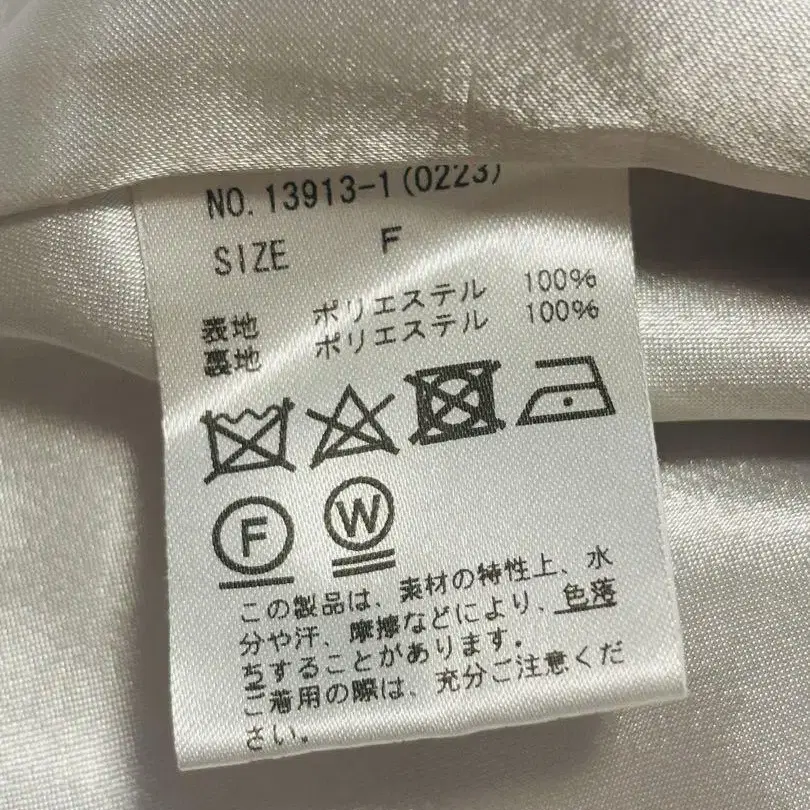 NO.13913-1(0223)
SIZE F
表地 ポリエステル 100%
裏地 ポリエステル 100%
F W
この製品は、素材の特性上、水
分や汗、摩擦などにより、色落
ちすることがあります。
ご着用の際は、充分ご注意くだ
さい。